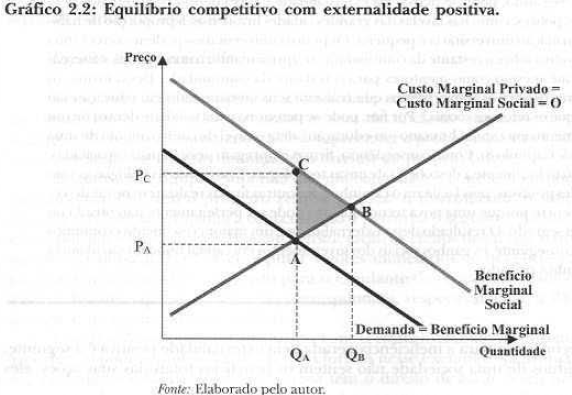 Gráfico 2.2: Equilíbrio competitivo com externalidade positiva.
Preço
Custo Marginal Privado =
Custo Marginal Social = O
C
P_C
B
P_A
A
Benefício
Marginal
Social
Demanda = Benefício Marginal
Q_A Q_B Quantidade
Fonte: Elaborado pelo autor.